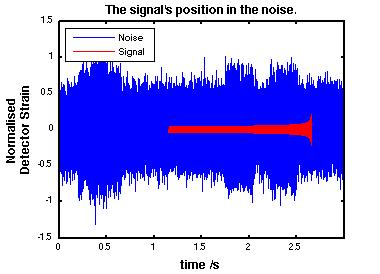 The signal's position in the noise.
Noise
Signal
Normalised
Detector Strain
1.5
1
0.5
0
-0.5
-1
-1.5
0 0.5 1 1.5 2 2.5
time /s